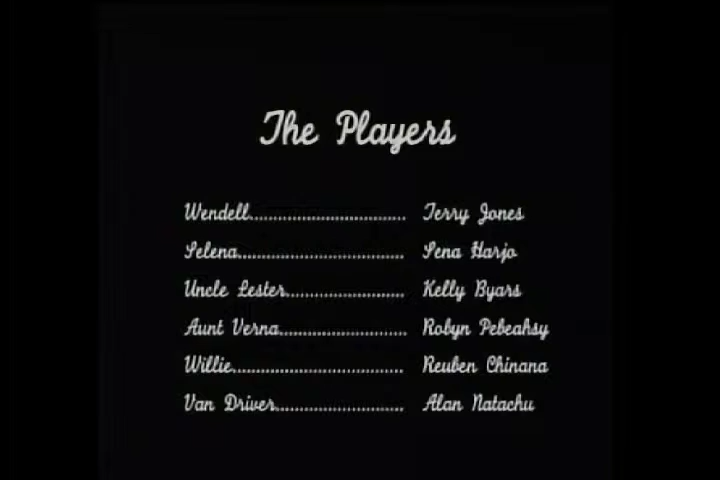 The Players
Wendell................................ Terry Jones
Selena.................................. Sena Harjo
Uncle Lester........................ Kelly Byars
Aunt Verna.......................... Robyn Pebeahsy
Willie................................... Reuben Chinana
Van Driver.......................... Alan Natachu